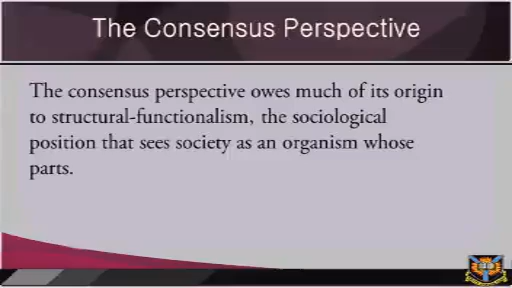 The Consensus Perspective
The consensus perspective owes much of its origin
to structural-functionalism, the sociological
position that sees society as an organism whose
parts.